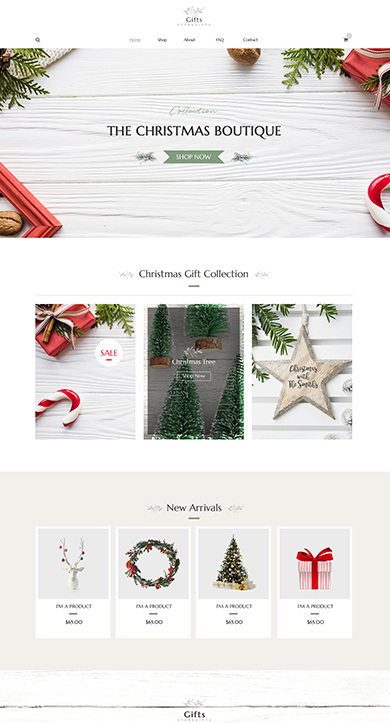 Gifts
Home Shop About FAQ Contact
0
Collection
THE CHRISTMAS BOUTIQUE
SHOP NOW
Christmas Gift Collection
SALE
Christmas Tree
Shop Now
Christmas
with
The Smiths
New Arrivals
I'M A PRODUCT I'M A PRODUCT I'M A PRODUCT I'M A PRODUCT
$65.00 $65.00 $65.00 $65.00
Gifts